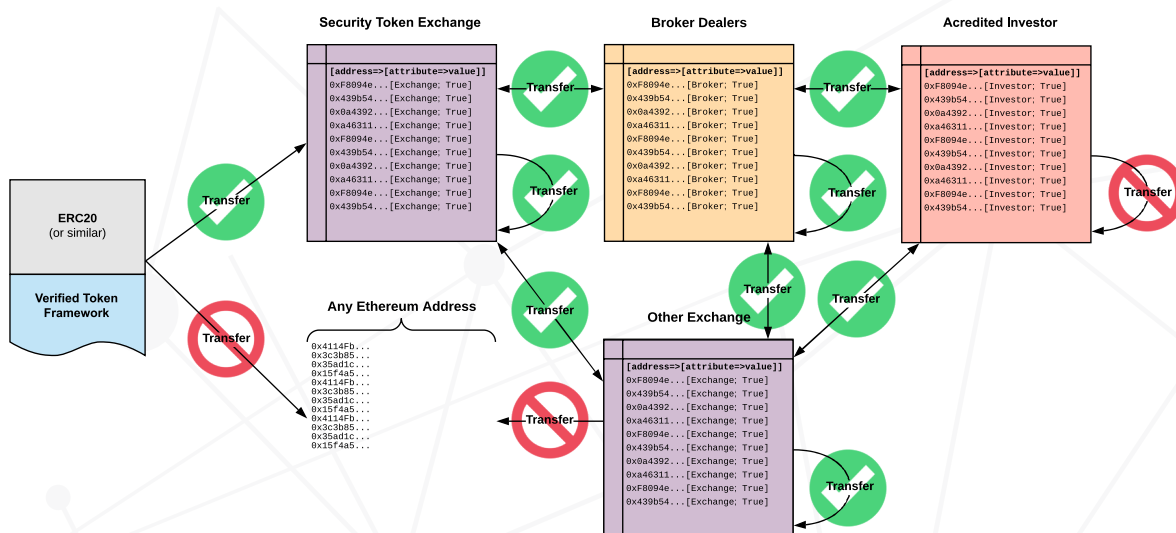 Security Token Exchange
Broker Dealers
Acredited Investor
[address=>[attribute=>value]]
0xF8094e...[Exchange; True]
0x439b54...[Exchange; True]
0x0a4392...[Exchange; True]
0xa46311...[Exchange; True]
0xF8094e...[Exchange; True]
0x439b54...[Exchange; True]
0x0a4392...[Exchange; True]
0xa46311...[Exchange; True]
0xF8094e...[Exchange; True]
0x439b54...[Exchange; True]
Transfer
[address=>[attribute=>value]]
0xF8094e...[Broker; True]
0x439b54...[Broker; True]
0x0a4392...[Broker; True]
0xa46311...[Broker; True]
0xF8094e...[Broker; True]
0x439b54...[Broker; True]
0x0a4392...[Broker; True]
0xa46311...[Broker; True]
0xF8094e...[Broker; True]
0x439b54...[Broker; True]
Transfer
[address=>[attribute=>value]]
0xF8094e...[Investor; True]
0x439b54...[Investor; True]
0x0a4392...[Investor; True]
0xa46311...[Investor; True]
0xF8094e...[Investor; True]
0x439b54...[Investor; True]
0x0a4392...[Investor; True]
0xa46311...[Investor; True]
0xF8094e...[Investor; True]
0x439b54...[Investor; True]
Transfer
Transfer
Transfer
Transfer
ERC20
(or similar)
Verified Token
Framework
Transfer
Transfer
Transfer
Transfer
Any Ethereum Address
Other Exchange
0x4114Fb...
0x3c3b85...
0x35ad1c...
0x15f4a5...
0x4114Fb...
0x3c3b85...
0x35ad1c...
0x15f4a5...
0x4114Fb...
0x3c3b85...
0x35ad1c...
0x15f4a5...
Transfer
Transfer
[address=>[attribute=>value]]
0xF8094e...[Exchange; True]
0x439b54...[Exchange; True]
0x0a4392...[Exchange; True]
0xa46311...[Exchange; True]
0xF8094e...[Exchange; True]
0x439b54...[Exchange; True]
0x0a4392...[Exchange; True]
0xa46311...[Exchange; True]
0xF8094e...[Exchange; True]
0x439b54...[Exchange; True]
Transfer